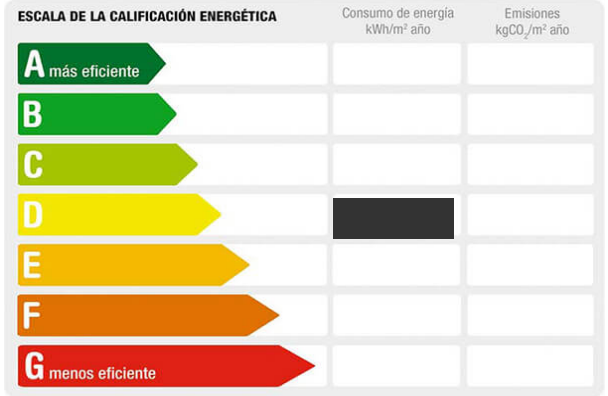 ESCALA DE LA CALIFICACIÓN ENERGÉTICA
Consumo de energía
kWh/m² año
Emisiones
kgCO₂/m² año
A más eficiente
B
C
D
E
F
G menos eficiente